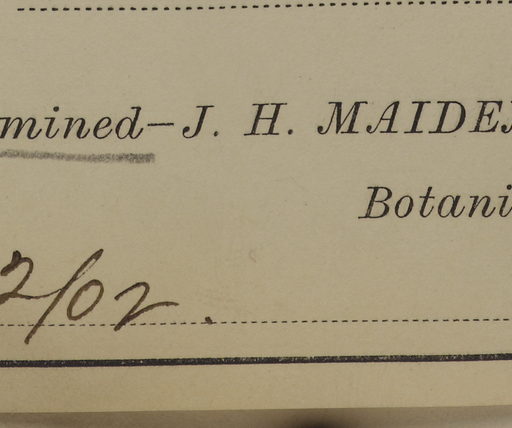 mined-J. H. MAIDE
Botani
2/02.